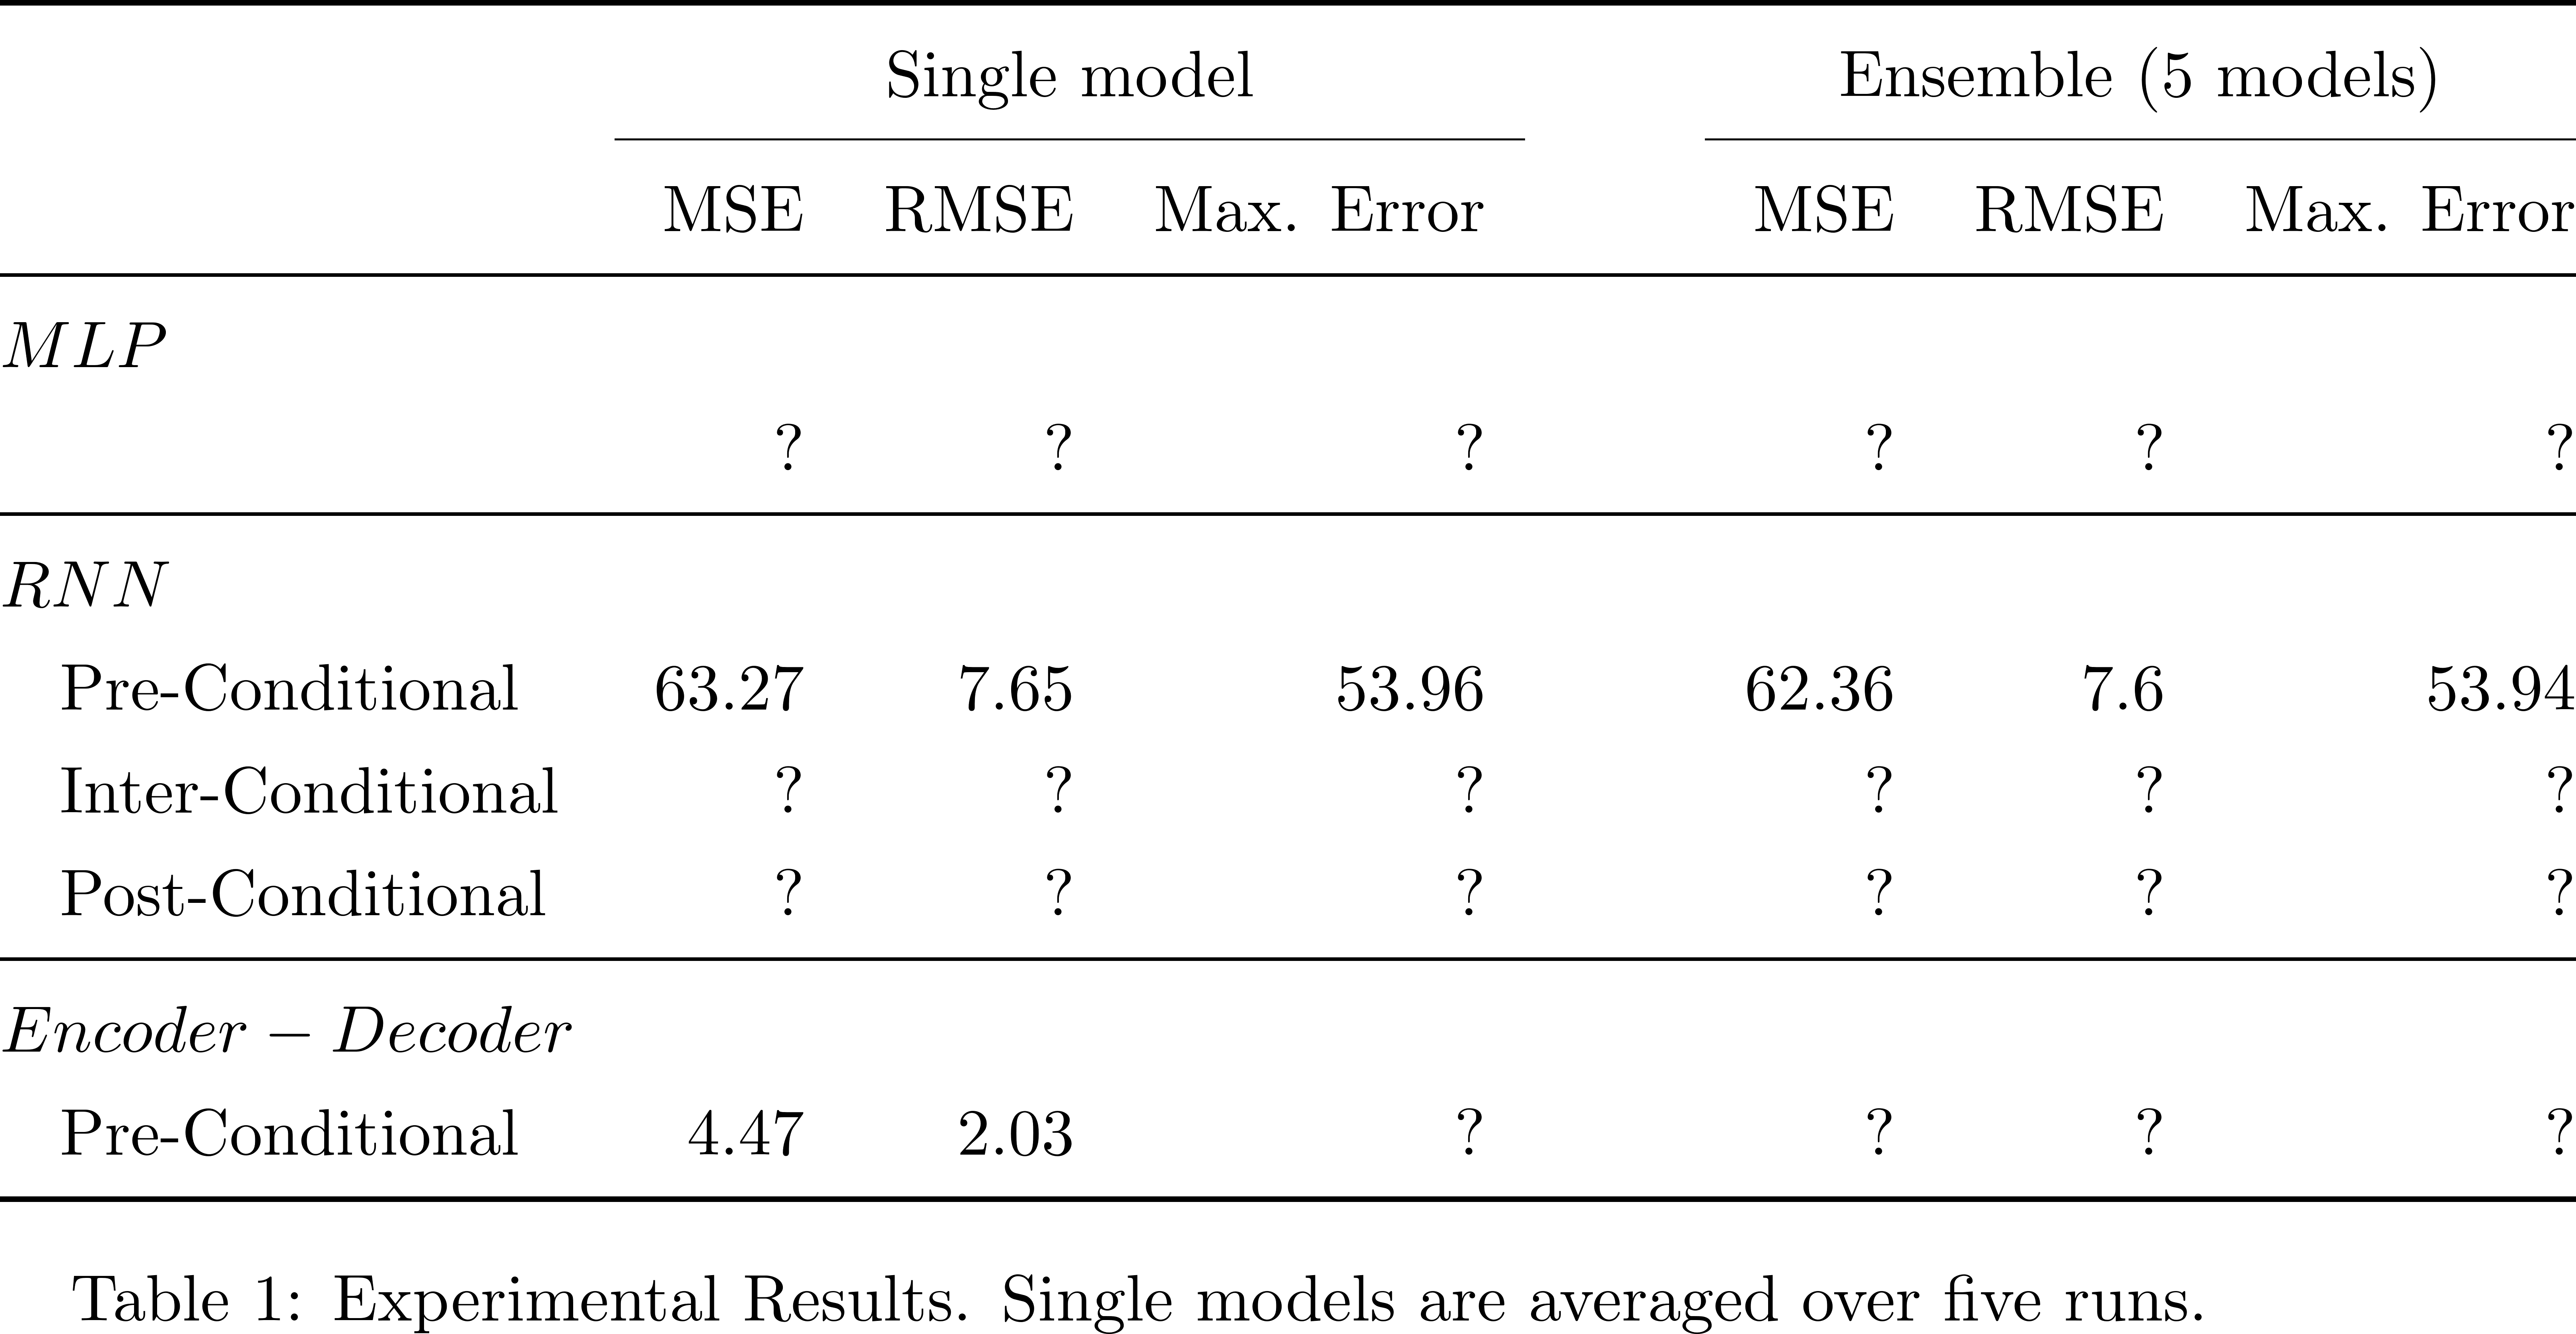 Single model Ensemble (5 models)
MSE RMSE Max. Error MSE RMSE Max. Error
MLP
? ? ? ? ? ?
RNN
Pre-Conditional 63.27 7.65 53.96 62.36 7.6 53.94
Inter-Conditional ? ? ? ? ? ?
Post-Conditional ? ? ? ? ? ?
Encoder – Decoder
Pre-Conditional 4.47 2.03 ? ? ? ?
Table 1: Experimental Results. Single models are averaged over five runs.